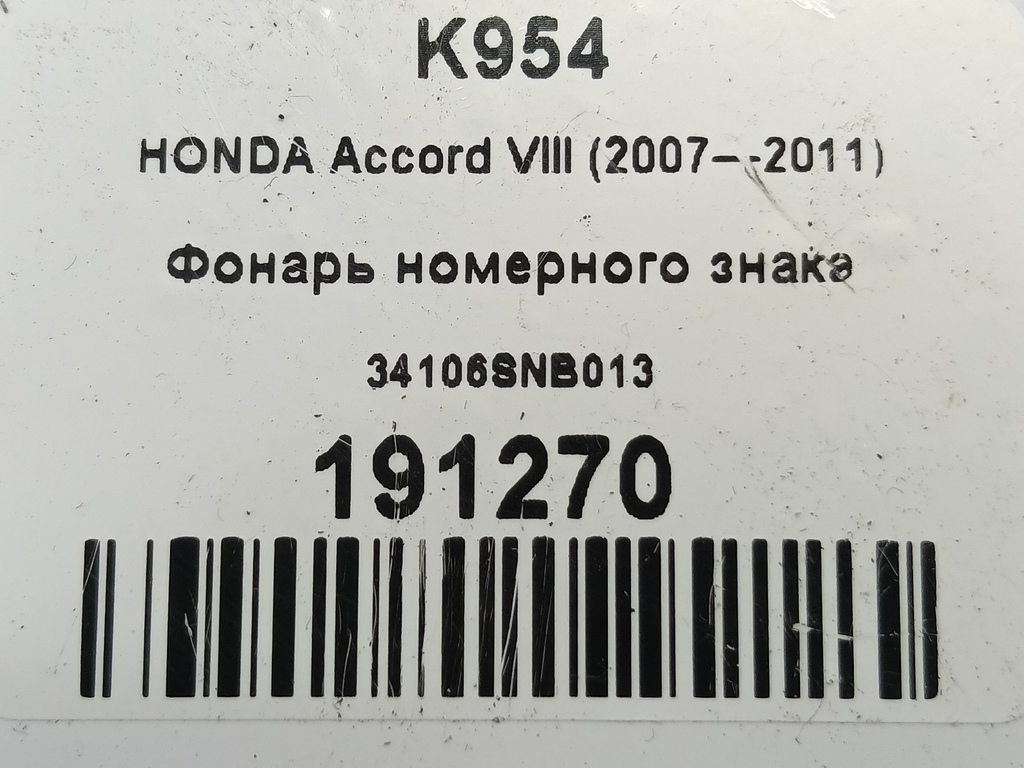 K954
HONDA Accord VIII (2007—-2011)
Фонарь номерного знака
34106SNB013
191270